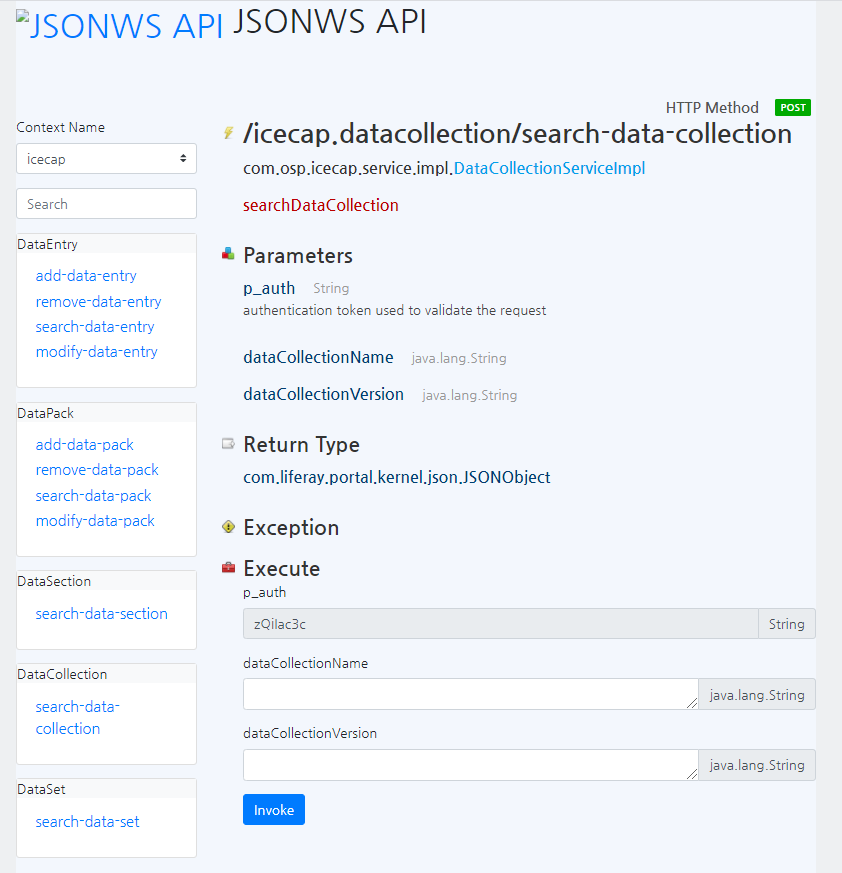 JSONWS API JSONWS API
Context Name
icecap
Search
DataEntry
add-data-entry
remove-data-entry
search-data-entry
modify-data-entry
DataPack
add-data-pack
remove-data-pack
search-data-pack
modify-data-pack
DataSection
search-data-section
DataCollection
search-data-
collection
DataSet
search-data-set
HTTP Method POST
/icecap.datacollection/search-data-collection
com.osp.icecap.service.impl.DataCollectionServiceImpl
searchDataCollection
Parameters
p_auth String
authentication token used to validate the request
dataCollectionName java.lang.String
dataCollectionVersion java.lang.String
Return Type
com.liferay.portal.kernel.json.JSONObject
Exception
Execute
p_auth
zQiIac3c String
dataCollectionName
java.lang.String
dataCollectionVersion
java.lang.String
Invoke